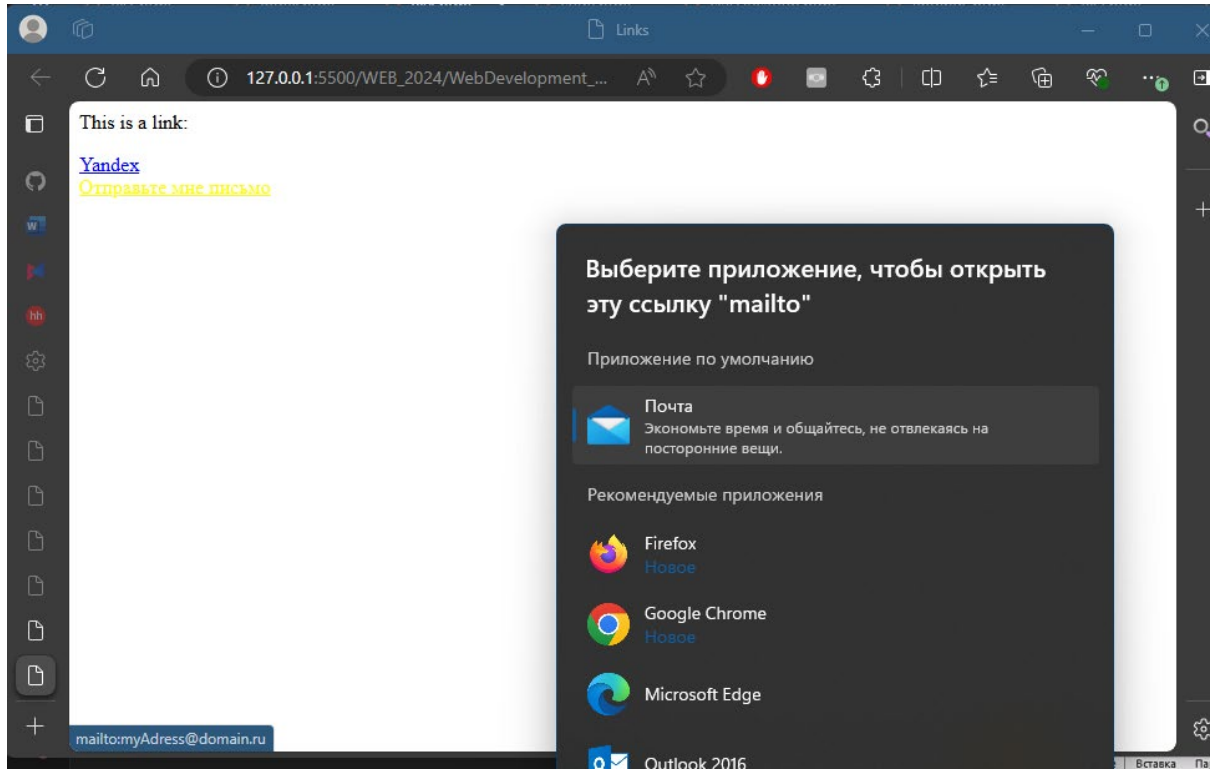 Links
127.0.0.1:5500/WEB_2024/WebDevelopment_...
This is a link:
Yandex
Отправьте мне письмо
hh
Выберите приложение, чтобы открыть
эту ссылку "mailto"
Приложение по умолчанию
Почта
Экономьте время и общайтесь, не отвлекаясь на
посторонние вещи.
Рекомендуемые приложения
Firefox
Новое
Google Chrome
Новое
Microsoft Edge
Outlook 2016
mailto:myAdress@domain.ru
Вставка